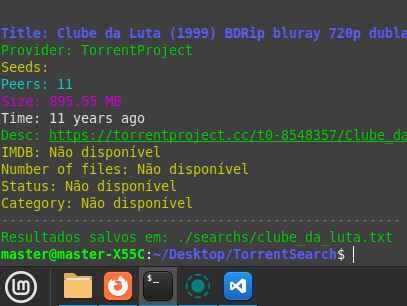 Title: Clube da Luta (1999) BDRip bluray 720p dubla
Provider: TorrentProject
Seeds:
Peers: 11
Size: 895.55 MB
Time: 11 years ago
Desc: https://torrentproject.cc/t0-8548357/Clube_da
IMDB: Não disponível
Number of files: Não disponível
Status: Não disponível
Category: Não disponível
----------------------------------------
Resultados salvos em: ./searchs/clube_da_luta.txt
master@master-X55C:~/Desktop/TorrentSearch$
$_